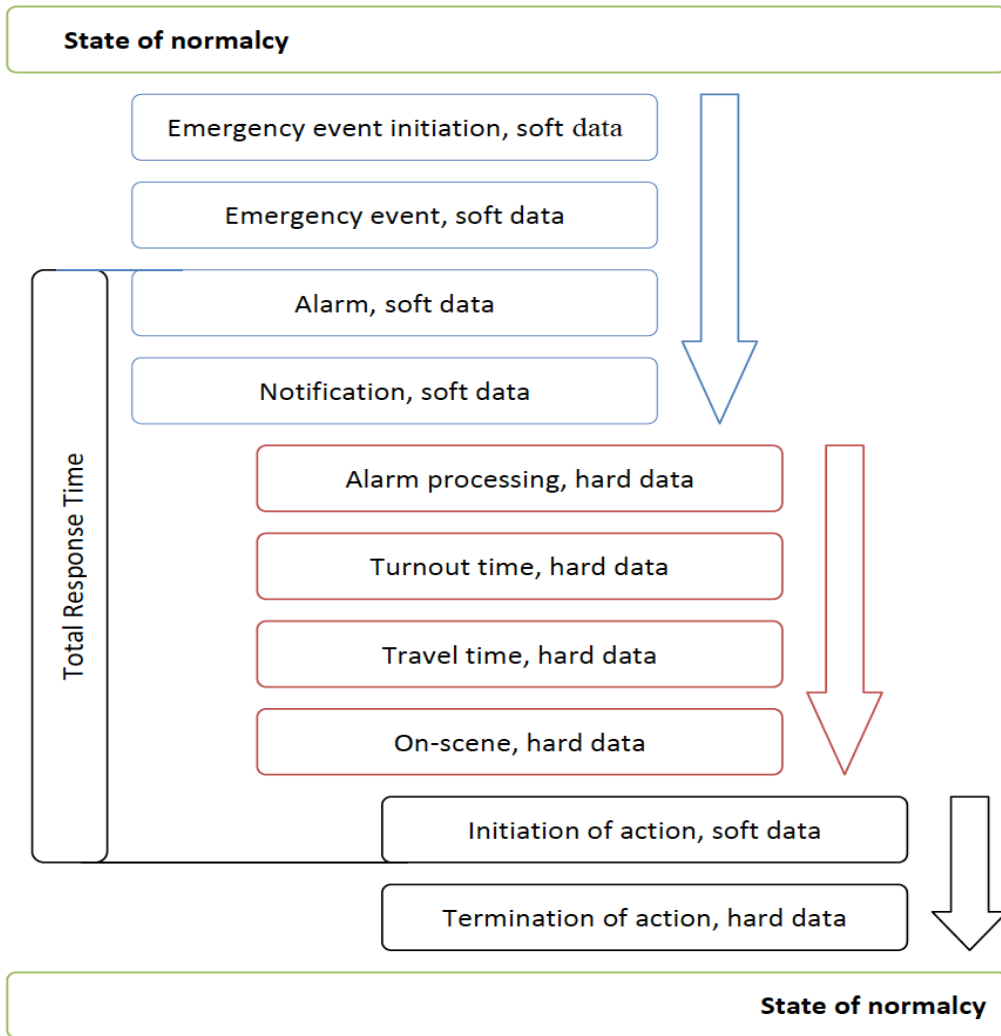 State of normalcy
Emergency event initiation, soft data
Emergency event, soft data
Alarm, soft data
Notification, soft data
Total Response Time
Alarm processing, hard data
Turnout time, hard data
Travel time, hard data
On-scene, hard data
Initiation of action, soft data
Termination of action, hard data
State of normalcy